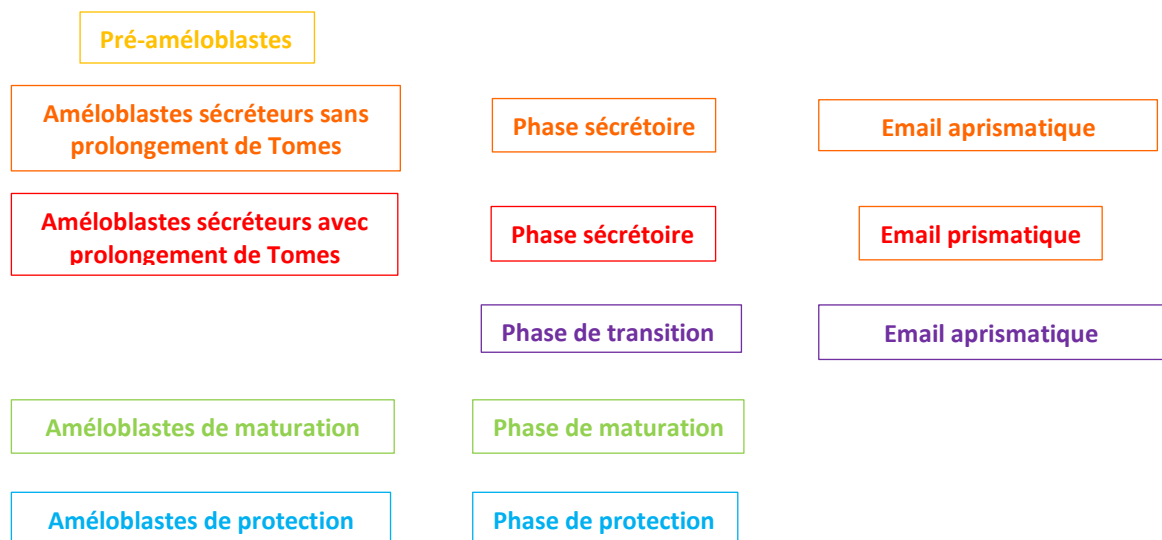 Pré-améloblastes
Améloblastes sécréteurs sans
prolongement de Tomes
Phase sécrétoire
Email aprismatique
Améloblastes sécréteurs avec
prolongement de Tomes
Phase sécrétoire
Email prismatique
Phase de transition
Email aprismatique
Améloblastes de maturation
Phase de maturation
Améloblastes de protection
Phase de protection